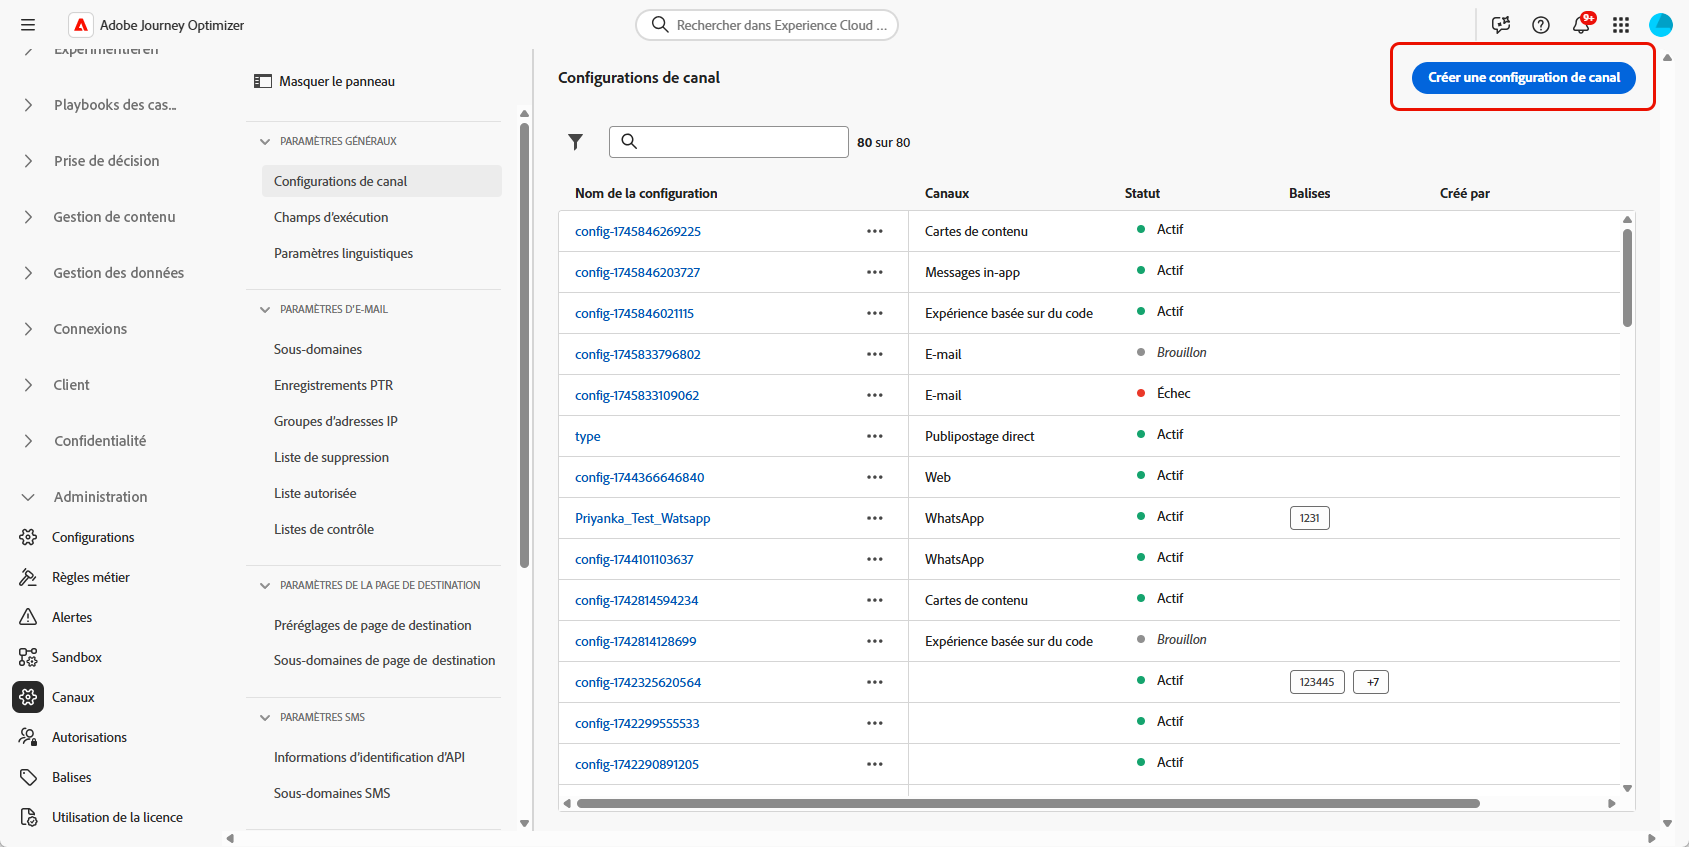 Adobe Journey Optimizer
Rechercher dans Experience Cloud ...
9+
Expérimentieren
Playbooks des cas...
Prise de décision
Gestion de contenu
Gestion des données
Connexions
Client
Confidentialité
Administration
Configurations
Règles métier
Alertes
Sandbox
Canaux
Autorisations
Balises
Utilisation de la licence
Masquer le panneau
PARAMÈTRES GÉNÉRAUX
Configurations de canal
Champs d'exécution
Paramètres linguistiques
PARAMÈTRES D'E-MAIL
Sous-domaines
Enregistrements PTR
Groupes d'adresses IP
Liste de suppression
Liste autorisée
Listes de contrôle
PARAMÈTRES DE LA PAGE DE DESTINATION
Préréglages de page de destination
Sous-domaines de page de destination
PARAMÈTRES SMS
Informations d'identification d'API
Sous-domaines SMS
Configurations de canal
Créer une configuration de canal
80 sur 80
Nom de la configuration Canaux Statut Balises Créé par
config-1745846269225 ••• Cartes de contenu Actif
config-1745846203727 ••• Messages in-app Actif
config-1745846021115 ••• Expérience basée sur du code Actif
config-1745833796802 ••• E-mail Brouillon
config-1745833109062 ••• E-mail Échec
type ••• Publipostage direct Actif
config-1744366646840 ••• Web Actif
Priyanka_Test_Watsapp ••• WhatsApp Actif 1231
config-1744101103637 ••• WhatsApp Actif
config-1742814594234 ••• Cartes de contenu Actif
config-1742814128699 ••• Expérience basée sur du code Brouillon
config-1742325620564 ••• Actif 123445 +7
config-1742299555533 ••• Actif
config-1742290891205 ••• Actif